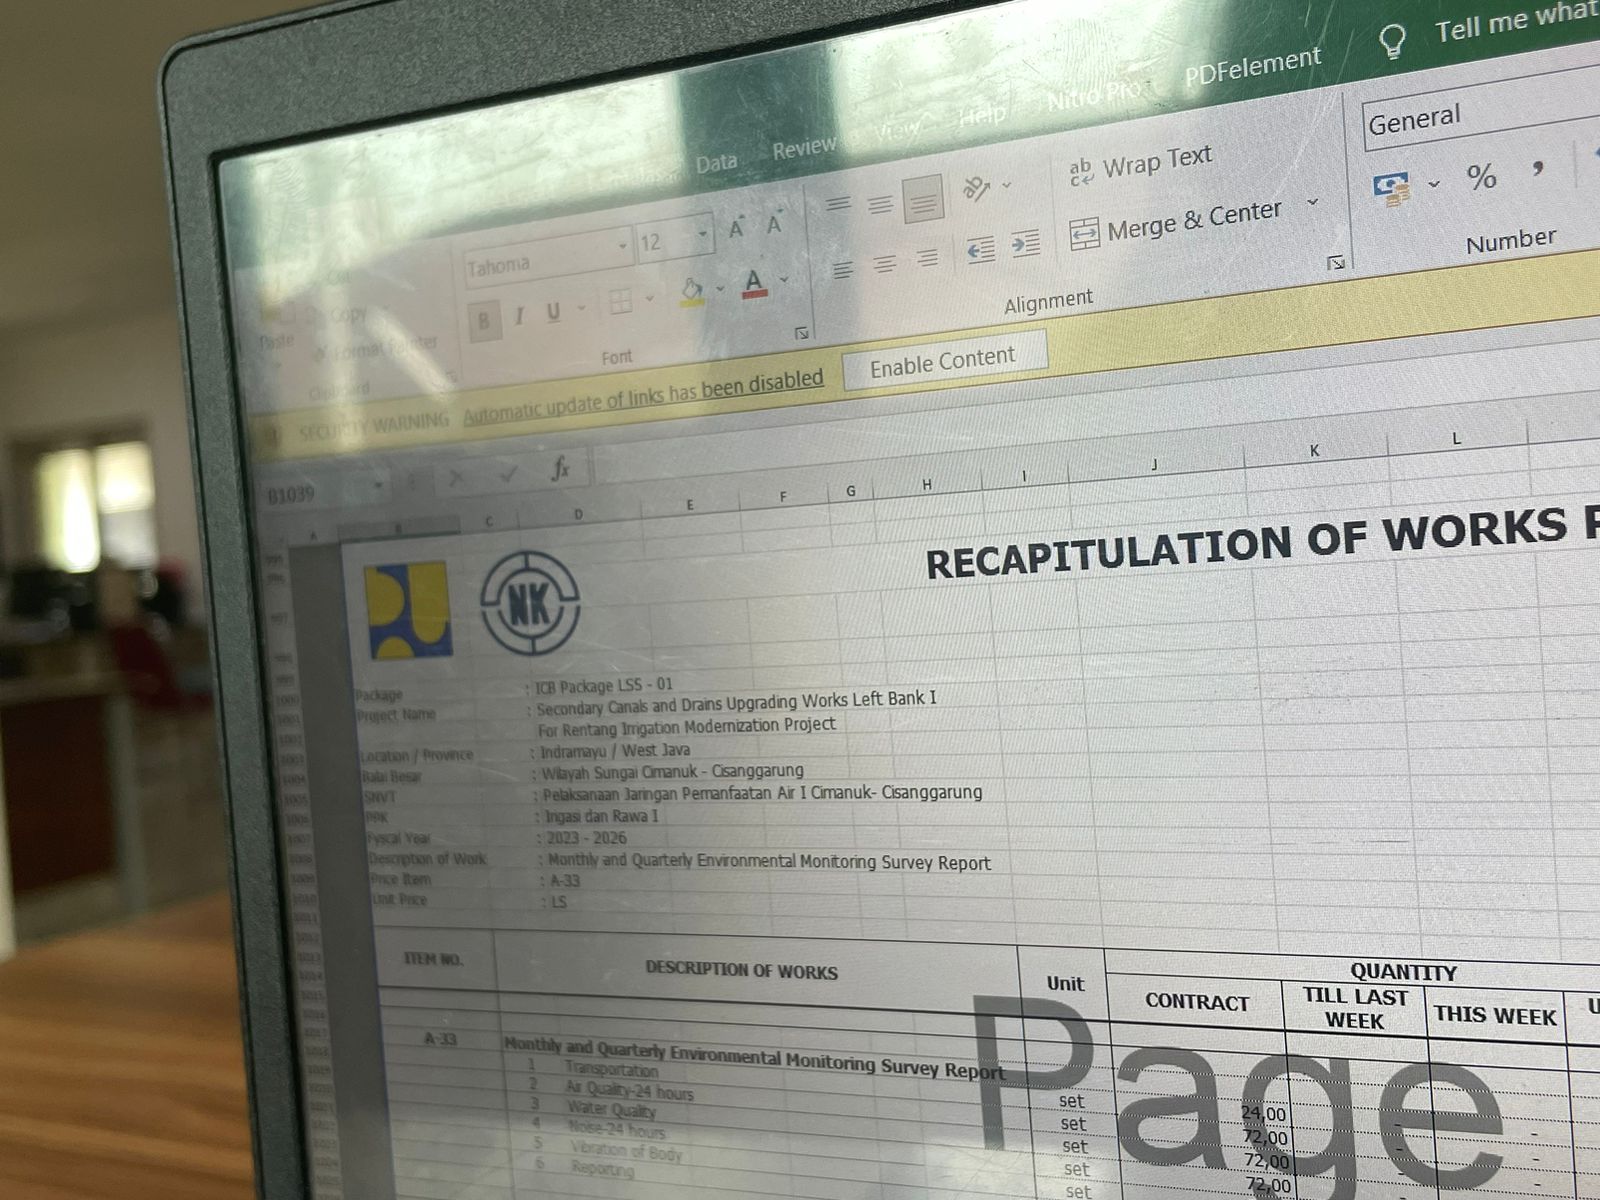 Tell me what
PDFelement
Nitro Pro
Help
View
Review
Data
General
Wrap Text
Merge & Center
%
Number
Alignment
Tahoma
12
B I U
Font
Copy
Paste
Format Painter
Clipboard
SECURITY WARNING Automatic update of links has been disabled Enable Content
B1039
fx
A B C D E F G H I J K L
RECAPITULATION OF WORKS P
NK
Package : ICB Package LSS - 01
Project Name : Secondary Canals and Drains Upgrading Works Left Bank I
For Rentang Irrigation Modernization Project
Location / Province : Indramayu / West Java
Balai Besar : Wilayah Sungai Cimanuk - Cisanggarung
SNVT : Pelaksanaan Jaringan Pemanfaatan Air I Cimanuk- Cisanggarung
PPK : Irigasi dan Rawa I
Fyscal Year : 2023 - 2026
Description of Work : Monthly and Quarterly Environmental Monitoring Survey Report
Price Item : A-33
Unit Price : LS
ITEM NO. DESCRIPTION OF WORKS Unit QUANTITY
CONTRACT TILL LAST WEEK THIS WEEK U
A-33 Monthly and Quarterly Environmental Monitoring Survey Report
1 Transportation set 24,00 - -
2 Air Quality-24 hours set 72,00 - -
3 Water Quality set 72,00 - -
4 Noise-24 hours set 72,00 - -
5 Vibration of Body set
6 Reporting
Page